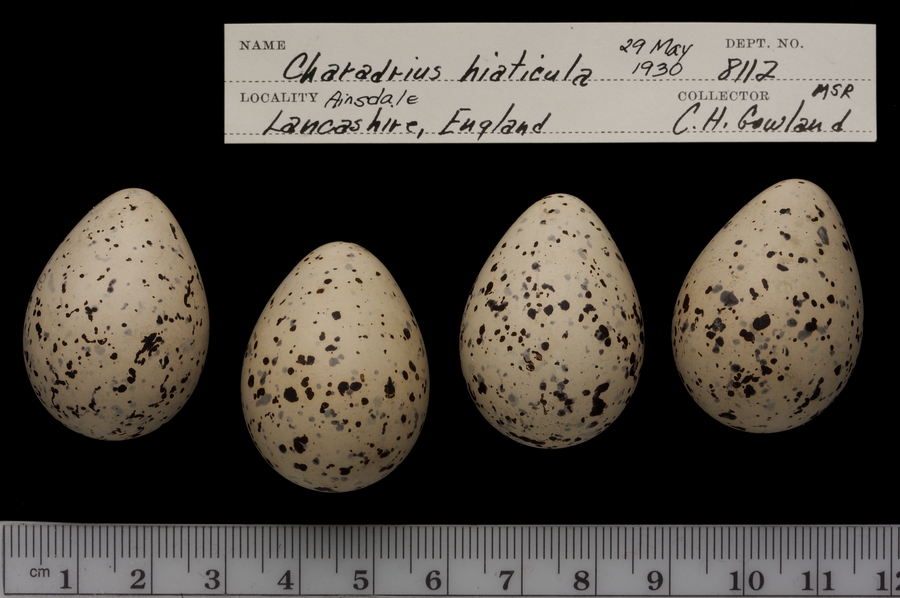 NAME Charadrius hiaticula 29 May 1930 DEPT. NO. 8112
LOCALITY Ainsdale Lancashire, England COLLECTOR MSR C. H. Gowland
cm 1 2 3 4 5 6 7 8 9 10 11 12